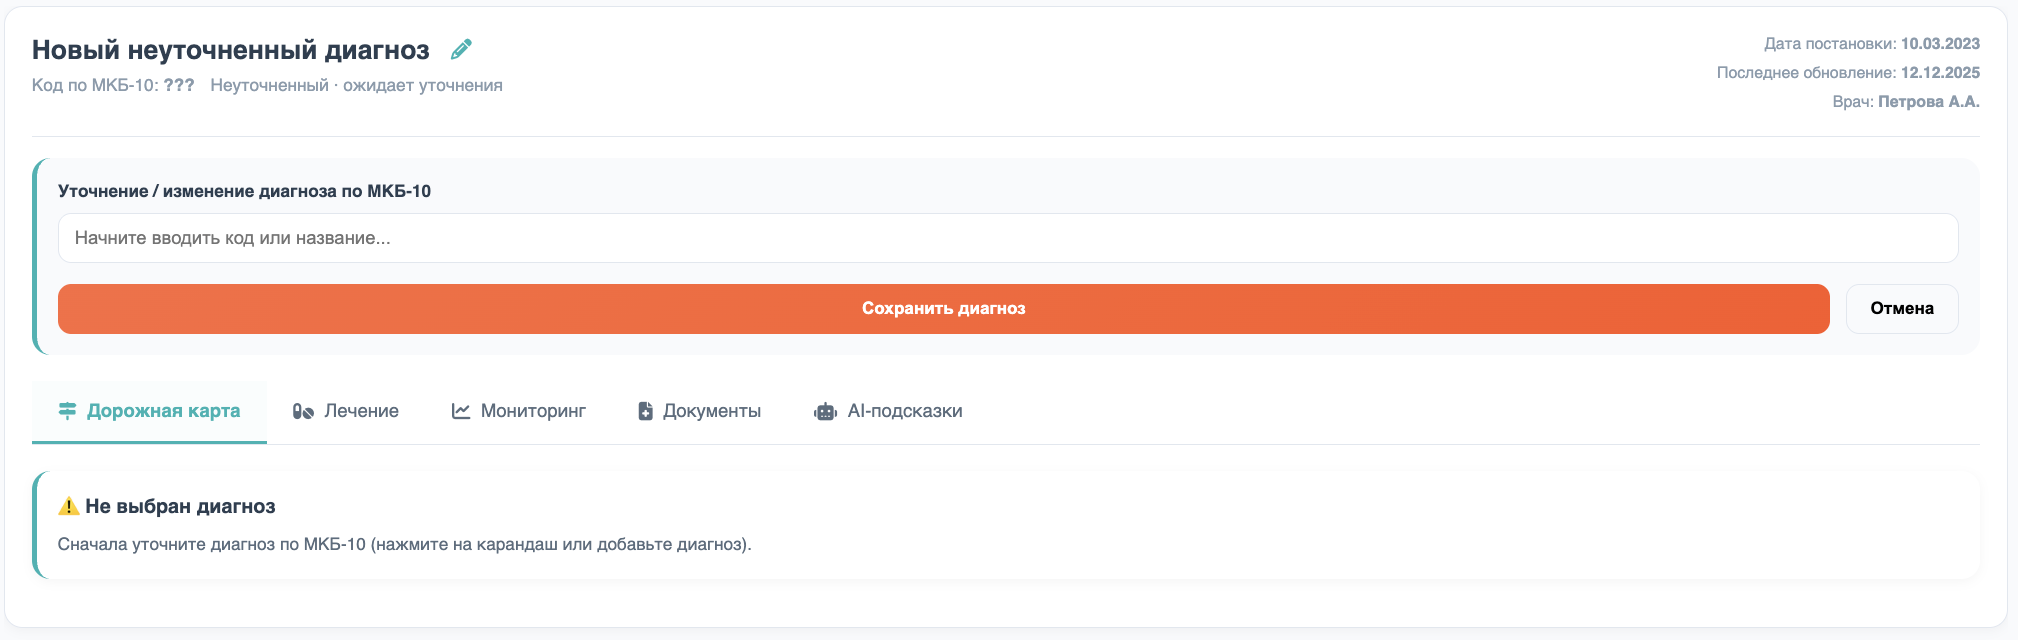 Новый неуточненный диагноз
Код по МКБ-10: ??? Неуточненный · ожидает уточнения
Дата постановки: 10.03.2023
Последнее обновление: 12.12.2025
Врач: Петрова А.А.
Уточнение / изменение диагноза по МКБ-10
Начните вводить код или название...
Сохранить диагноз
Отмена
Дорожная карта
Лечение
Мониторинг
Документы
AI-подсказки
⚠️ Не выбран диагноз
Сначала уточните диагноз по МКБ-10 (нажмите на карандаш или добавьте диагноз).